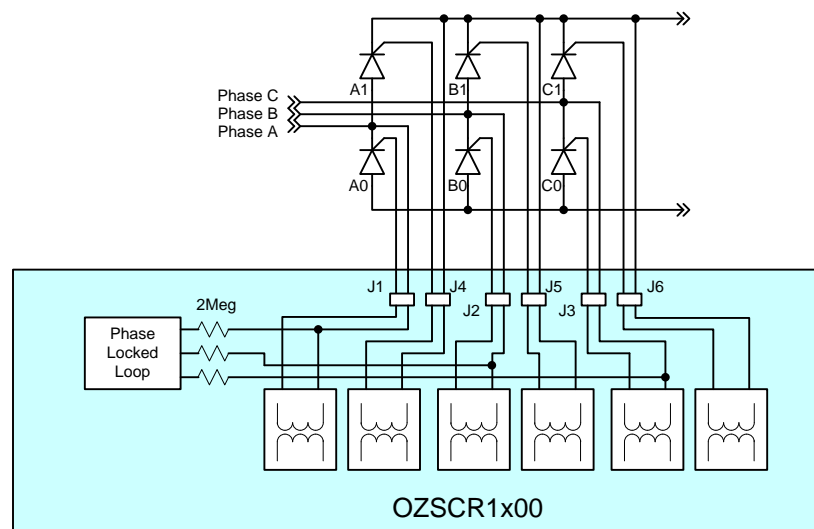 A1
B1
C1
Phase C
Phase B
Phase A
A0
B0
C0
J1
J4
J2
J5
J3
J6
2Meg
Phase
Locked
Loop
OZSCR1x00